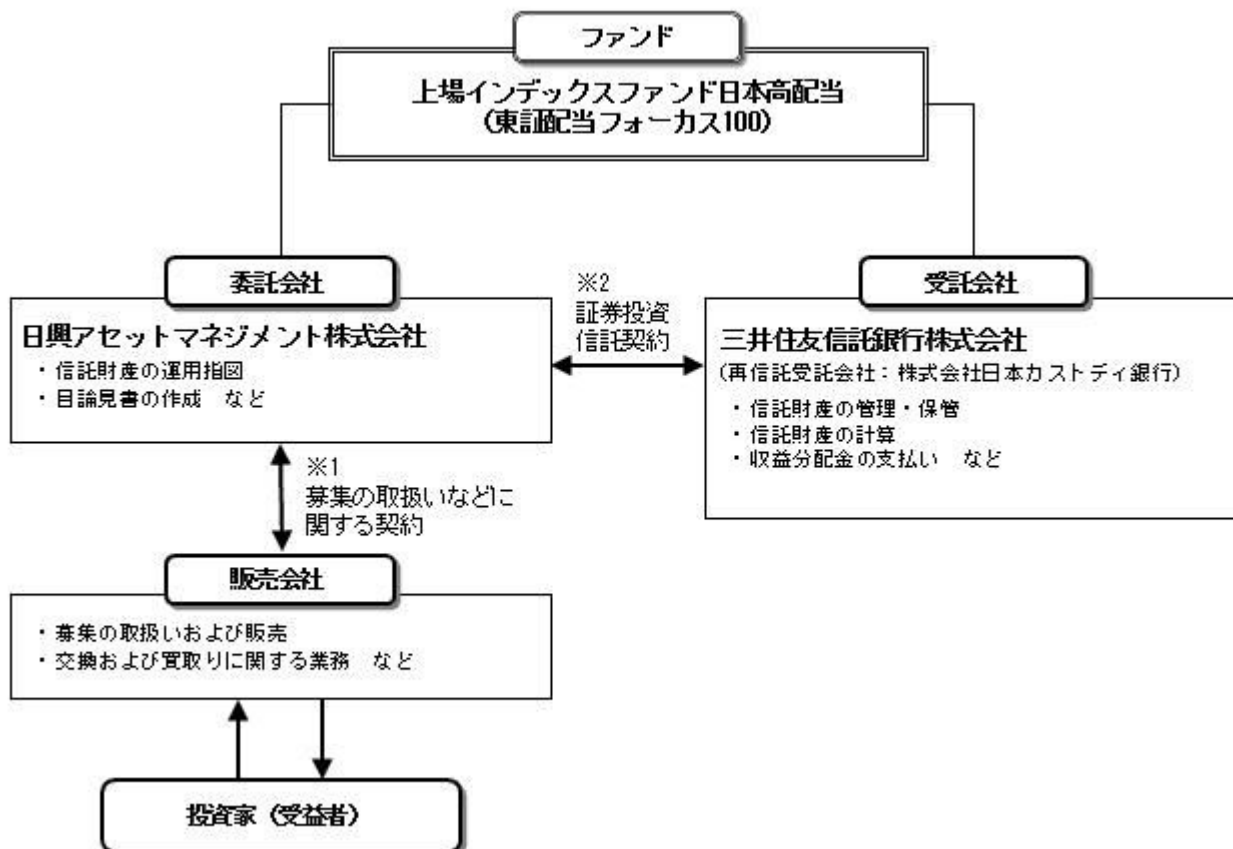 ファンド
上場インデックスファンド日本高配当
(東証配当フォーカス100)
委託会社
日興アセットマネジメント株式会社
・信託財産の運用指図
・目論見書の作成　など
※2
証券投資
信託契約
受託会社
三井住友信託銀行株式会社
(再信託受託会社：株式会社日本カストディ銀行)
・信託財産の管理・保管
・信託財産の計算
・収益分配金の支払い　など
※1
募集の取扱いなどに
関する契約
販売会社
・募集の取扱いおよび販売
・交換および買取りに関する業務　など
投資家（受益者）